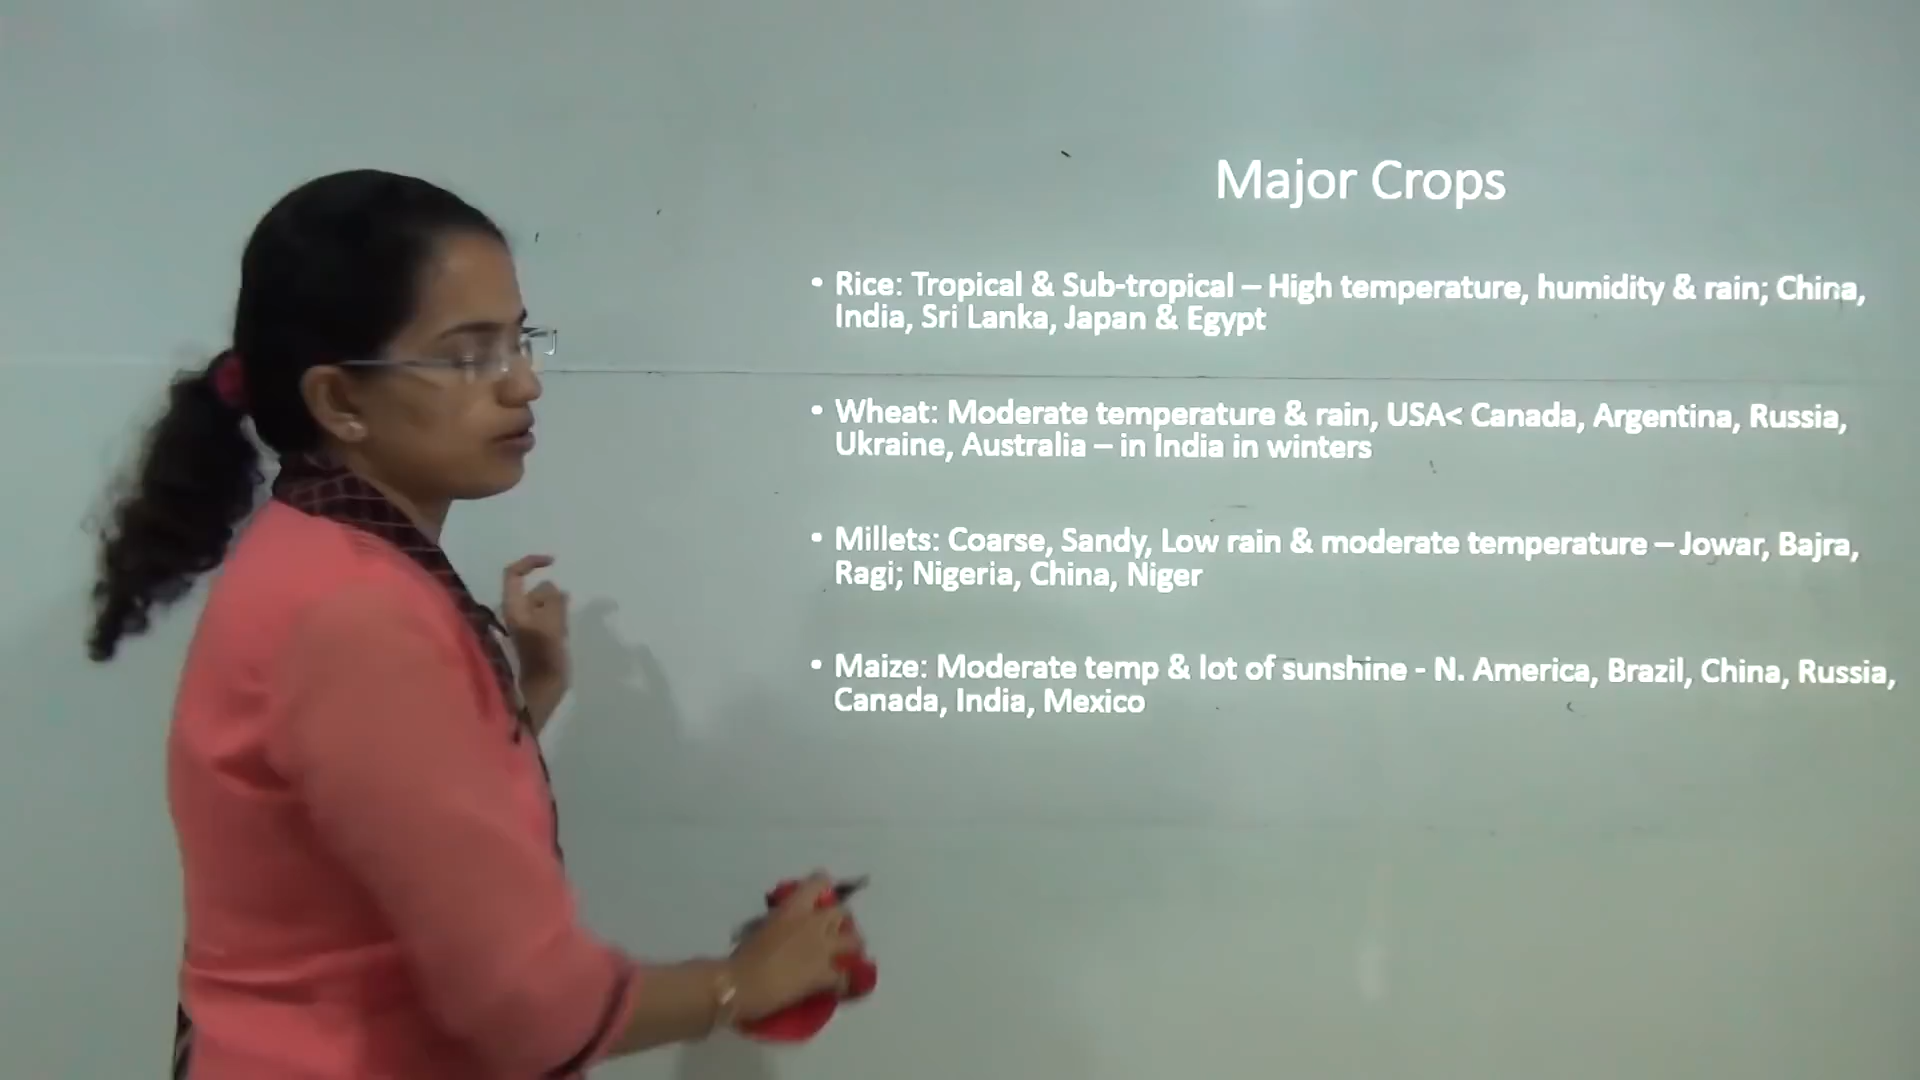 Major Crops
• Rice: Tropical & Sub-tropical – High temperature, humidity & rain; China,
India, Sri Lanka, Japan & Egypt
• Wheat: Moderate temperature & rain, USA< Canada, Argentina, Russia,
Ukraine, Australia – in India in winters
• Millets: Coarse, Sandy, Low rain & moderate temperature – Jowar, Bajra,
Ragi; Nigeria, China, Niger
• Maize: Moderate temp & lot of sunshine - N. America, Brazil, China, Russia,
Canada, India, Mexico